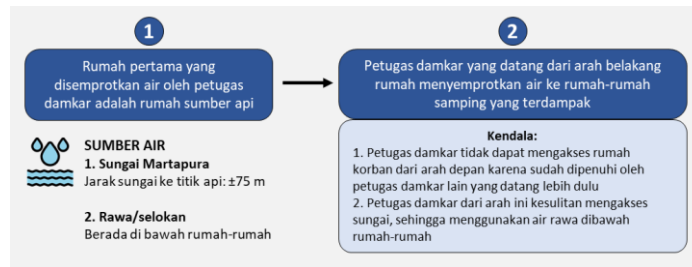 1
Rumah pertama yang
disemprotkan air oleh petugas
damkar adalah rumah sumber api
SUMBER AIR
1. Sungai Martapura
Jarak sungai ke titik api: ±75 m
2. Rawa/selokan
Berada di bawah rumah-rumah
2
Petugas damkar yang datang dari arah belakang
rumah menyemprotkan air ke rumah-rumah
samping yang terdampak
Kendala:
1. Petugas damkar tidak dapat mengakses rumah
korban dari arah depan karena sudah dipenuhi oleh
petugas damkar lain yang datang lebih dulu
2. Petugas damkar dari arah ini kesulitan mengakses
sungai, sehingga menggunakan air rawa dibawah
rumah-rumah